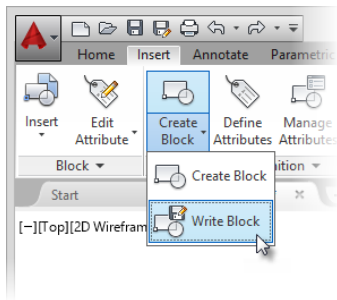 Home Insert Annotate Parametric
Insert Edit Attribute Create Block Define Attributes Manage Attributes
Block
Create Block
Start
Write Block
[−][Top][2D Wirefram